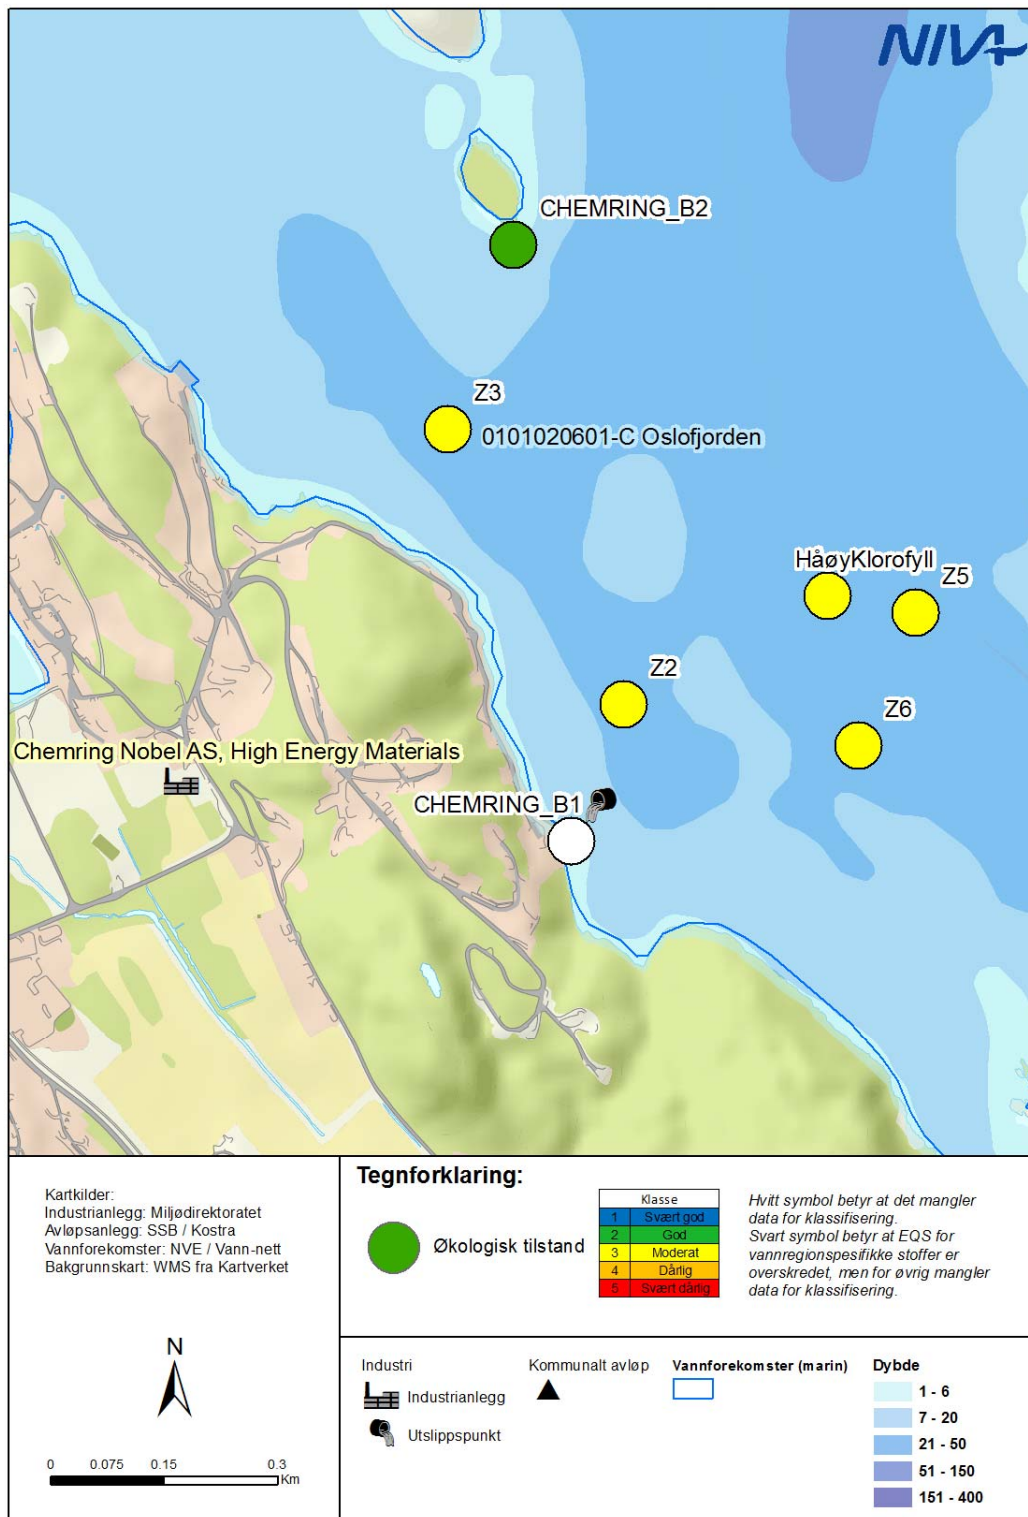 NIVA
CHEMRING_B2
Z3
0101020601-C Oslofjorden
HåøyKlorofyll
Z5
Z2
Z6
Chemring Nobel AS, High Energy Materials
CHEMRING_B1
Kartkilder:
Industrianlegg: Miljødirektoratet
Avløpsanlegg: SSB / Kostra
Vannforekomster: NVE / Vann-nett
Bakgrunnskart: WMS fra Kartverket
N
0 0.075 0.15 0.3
Km
Tegnforklaring:
Økologisk tilstand
Klasse
1 Svært god
2 God
3 Moderat
4 Dårlig
5 Svært dårlig
Hvitt symbol betyr at det mangler
data for klassifisering.
Svart symbol betyr at EQS for
vannregionspesifikke stoffer er
overskredet, men for øvrig mangler
data for klassifisering.
Industri
Industrianlegg
Utslippspunkt
Kommunalt avløp
Vannforekomster (marin)
Dybde
1 - 6
7 - 20
21 - 50
51 - 150
151 - 400